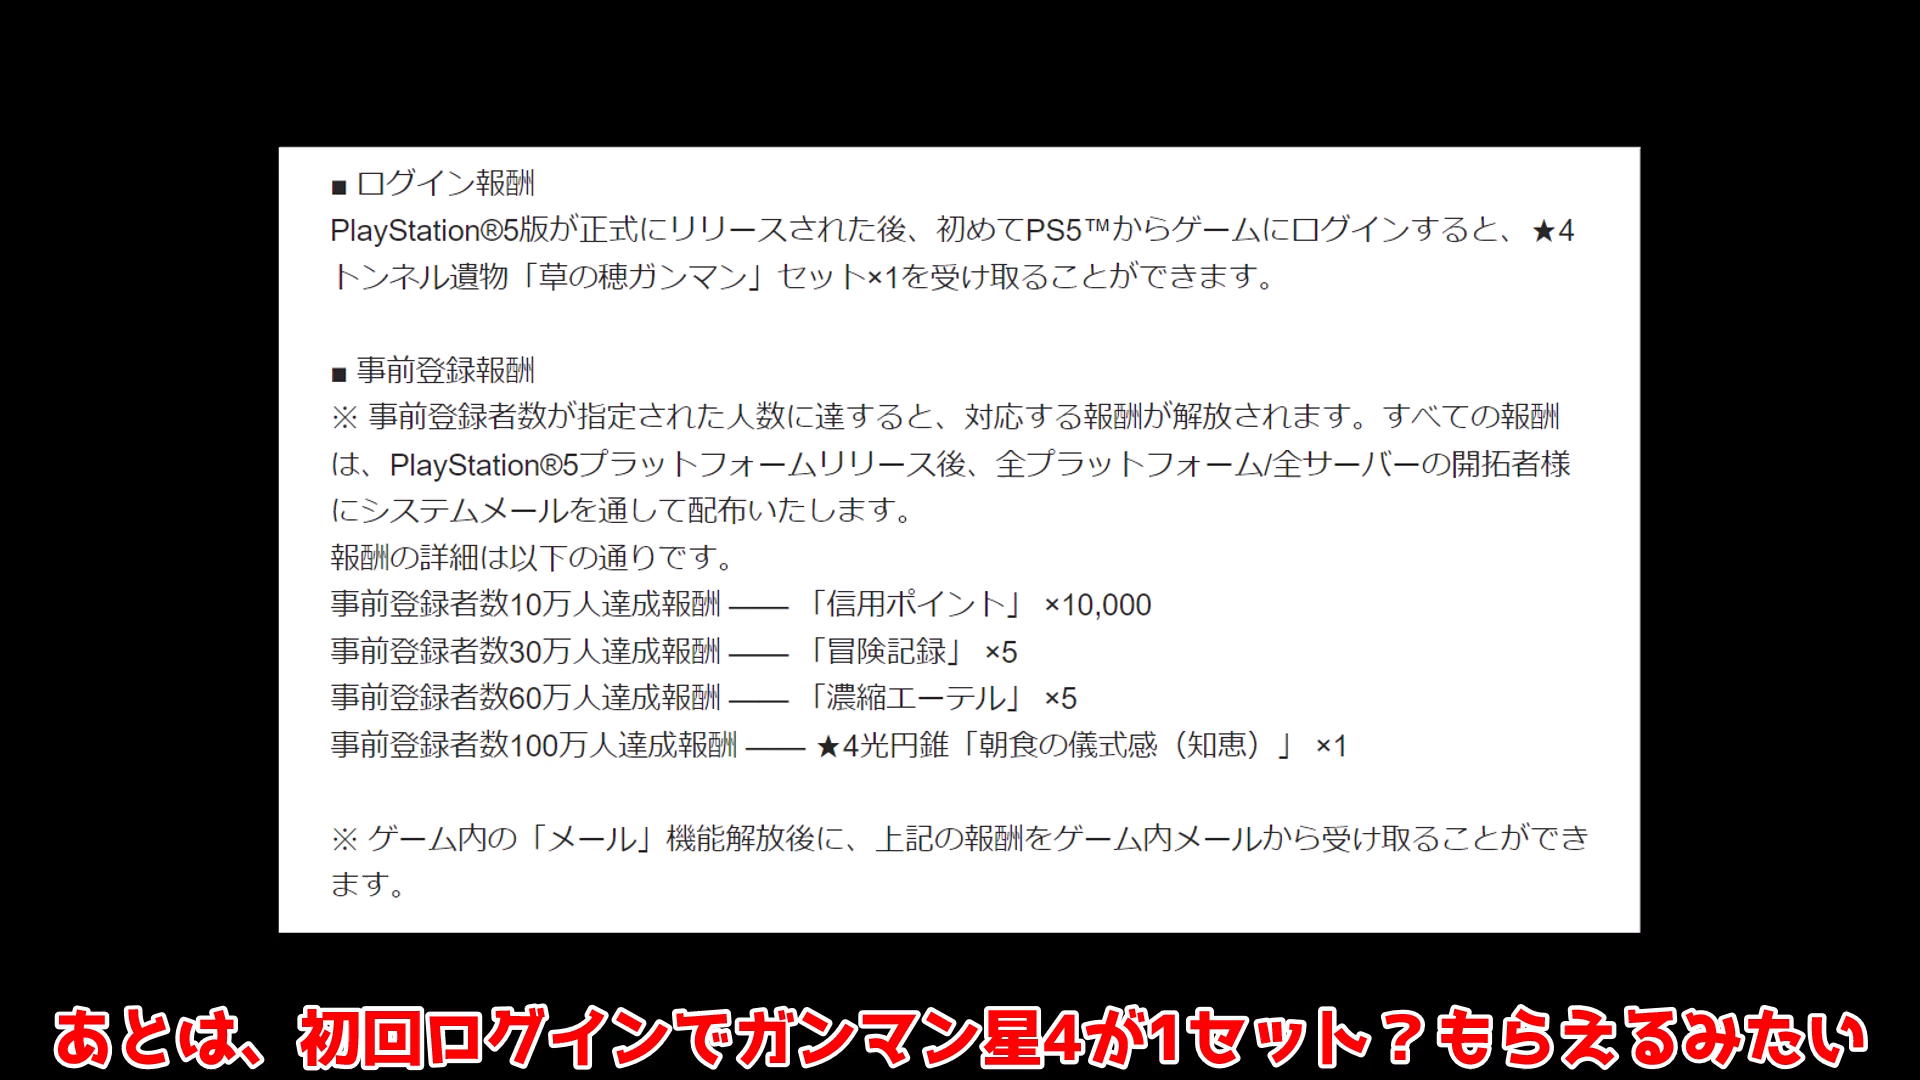 ■ ログイン報酬
PlayStation®5版が正式にリリースされた後、初めてPS5™からゲームにログインすると、★4
トンネル遺物「草の穂ガンマン」セット×1を受け取ることができます。
■ 事前登録報酬
※ 事前登録者数が指定された人数に達すると、対応する報酬が解放されます。すべての報酬
は、PlayStation®5プラットフォームリリース後、全プラットフォーム/全サーバーの開拓者様
にシステムメールを通して配布いたします。
報酬の詳細は以下の通りです。
事前登録者数10万人達成報酬 —— 「信用ポイント」 ×10,000
事前登録者数30万人達成報酬 —— 「冒険記録」 ×5
事前登録者数60万人達成報酬 —— 「濃縮エーテル」 ×5
事前登録者数100万人達成報酬 —— ★4光円錐「朝食の儀式感（知恵）」 ×1
※ ゲーム内の「メール」機能解放後に、上記の報酬をゲーム内メールから受け取ることができ
ます。
あとは、初回ログインでガンマン星4が1セット？もらえるみたい